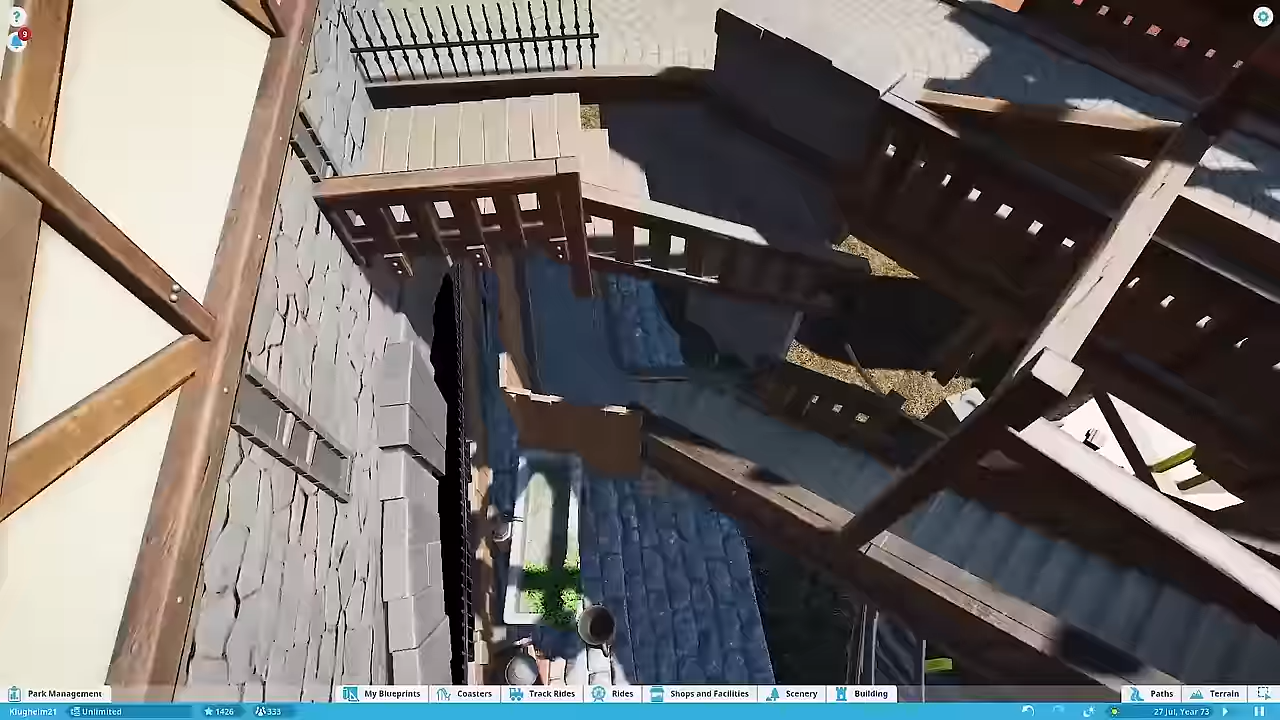 ?
9
Park Management
My Blueprints
Coasters
Track Rides
Rides
Shops and Facilities
Scenery
Building
Paths
Terrain
Klugheim21
Unlimited
1426
333
27 Jul, Year 73